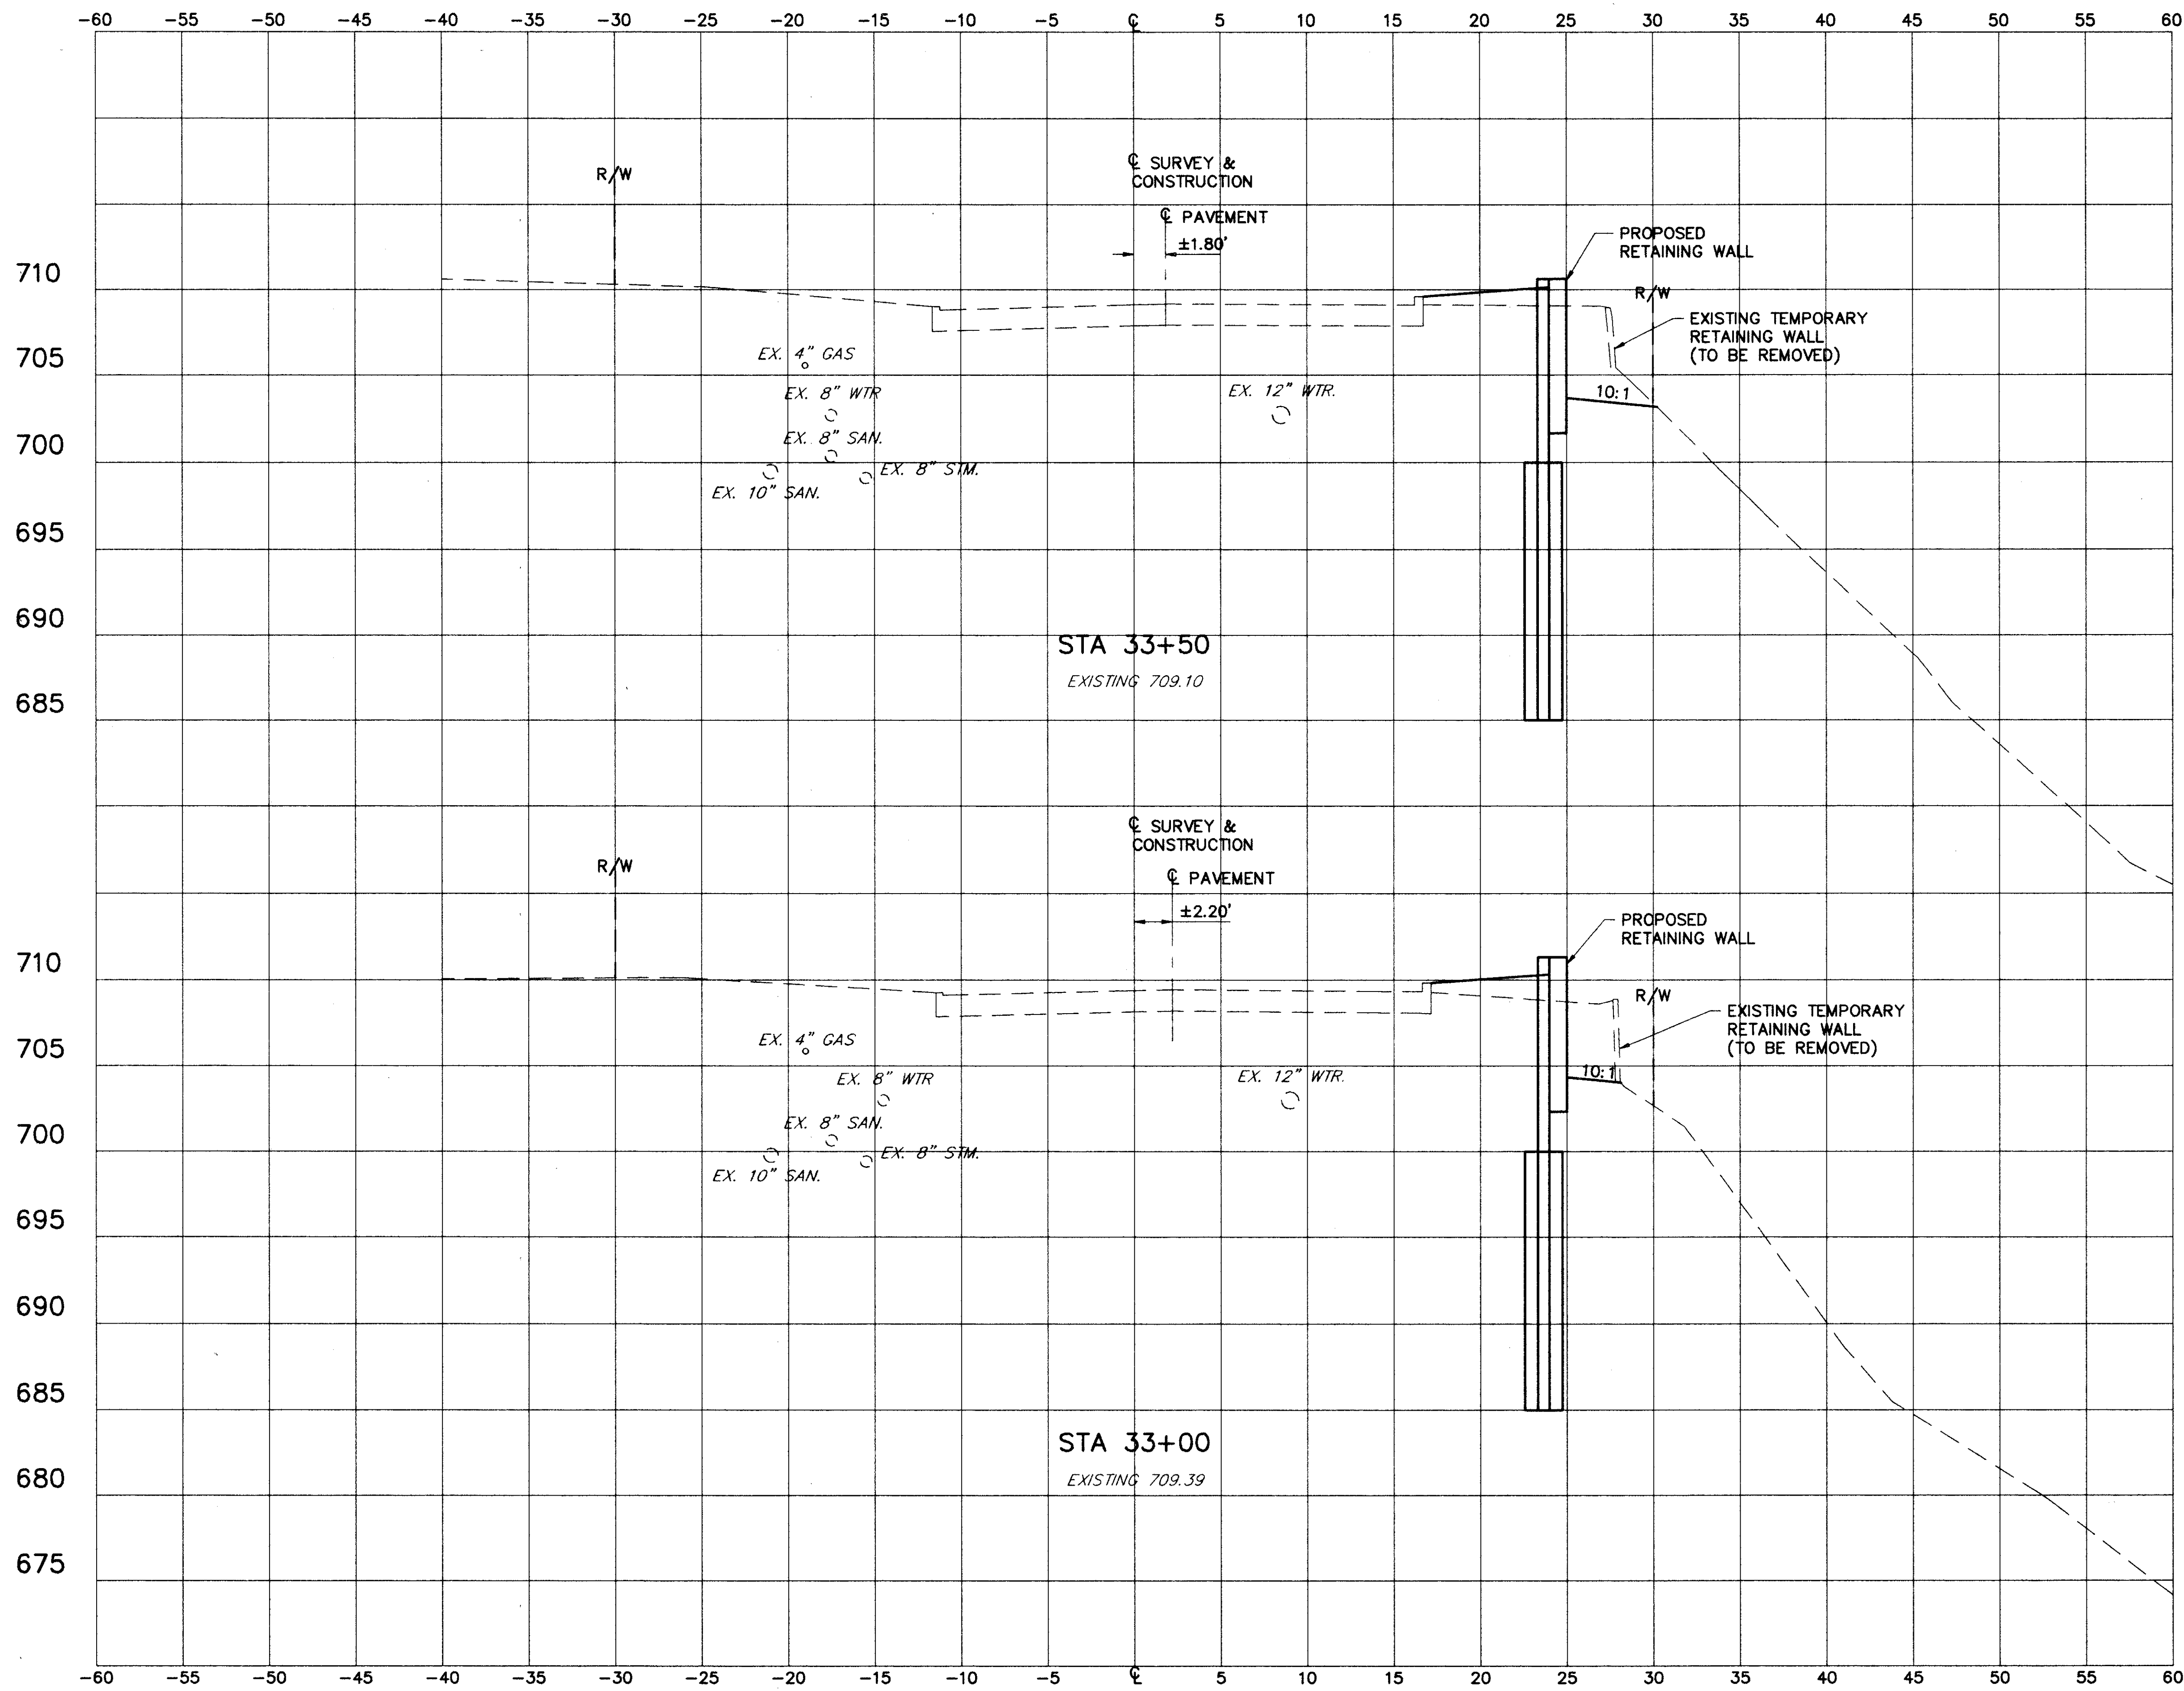 -60 -55 -50 -45 -40 -35 -30 -25 -20 -15 -10 -5 ℄ 5 10 15 20 25 30 35 40 45 50 55 60
℄ SURVEY &
CONSTRUCTION
R/W
℄ PAVEMENT
±1.80'
PROPOSED
RETAINING WALL
710
R/W
EXISTING TEMPORARY
RETAINING WALL
(TO BE REMOVED)
705
EX. 4" GAS
EX. 8" WTR
EX. 12" WTR.
10:1
700
EX. 8" SAN.
EX. 8" STM.
EX. 10" SAN.
695
690
STA 33+50
EXISTING 709.10
685
℄ SURVEY &
CONSTRUCTION
R/W
℄ PAVEMENT
±2.20'
PROPOSED
RETAINING WALL
710
R/W
EXISTING TEMPORARY
RETAINING WALL
(TO BE REMOVED)
705
EX. 4" GAS
EX. 8" WTR
EX. 12" WTR.
10:1
700
EX. 8" SAN.
EX. 8" STM.
EX. 10" SAN.
695
690
685
STA 33+00
EXISTING 709.39
680
675
-60 -55 -50 -45 -40 -35 -30 -25 -20 -15 -10 -5 ℄ 5 10 15 20 25 30 35 40 45 50 55 60